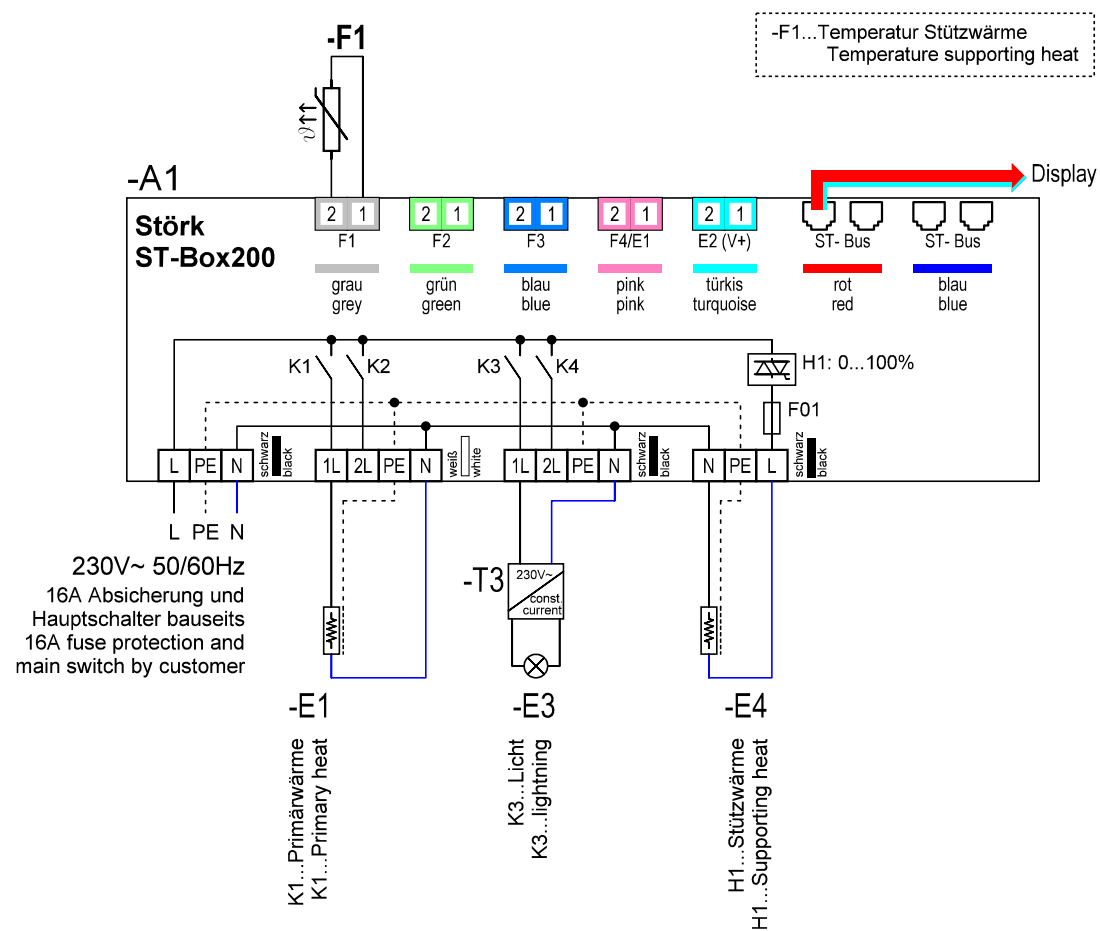 -F1
-F1...Temperatur Stützwärme
Temperature supporting heat
ϑ↑↑
-A1
Display
Störk
ST-Box200
2 1
F1
2 1
F2
2 1
F3
2 1
F4/E1
2 1
E2 (V+)
ST- Bus
ST- Bus
grau
grey
grün
green
blau
blue
pink
pink
türkis
turquoise
rot
red
blau
blue
K1
K2
K3
K4
H1: 0...100%
F01
L PE N
schwarz
black
1L 2L PE N
weiß
white
1L 2L PE N
schwarz
black
N PE L
schwarz
black
L PE N
230V~ 50/60Hz
16A Absicherung und
Hauptschalter bauseits
16A fuse protection and
main switch by customer
-T3
230V~
const.
current
-E1
-E3
-E4
K1...Primärwärme
K1...Primary heat
K3...Licht
K3...lightning
H1...Stützwärme
H1...Supporting heat